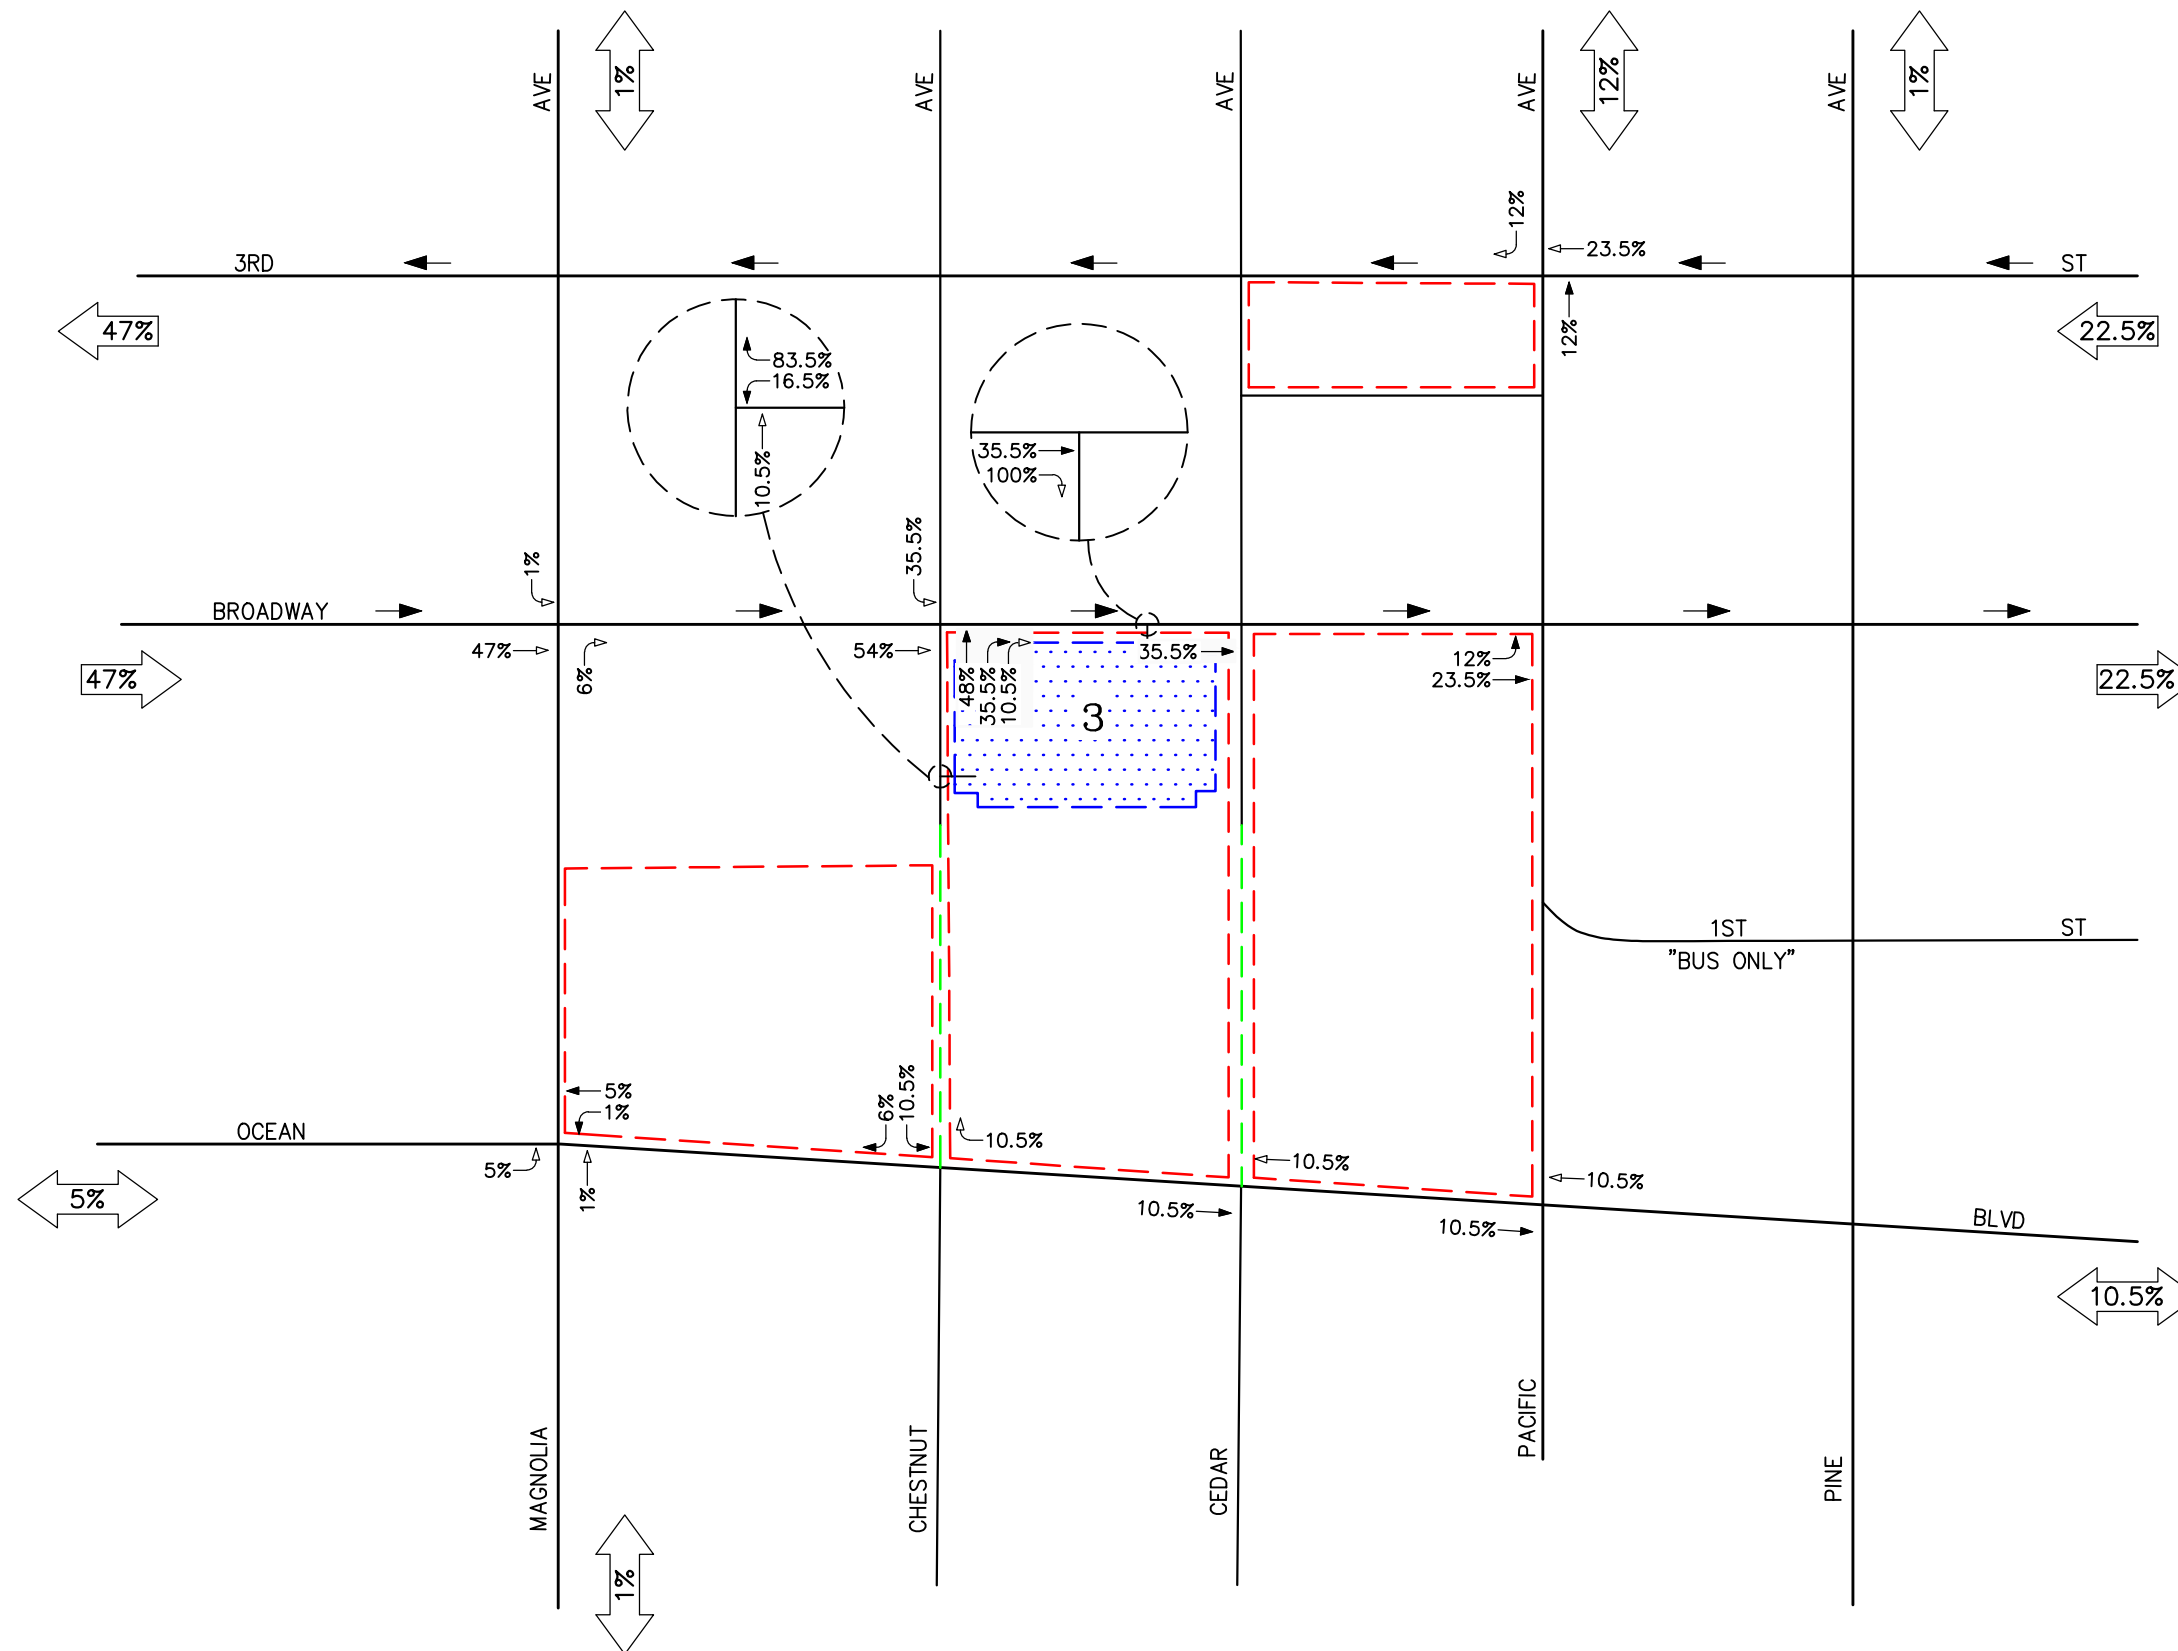 1%
12%
1%
AVE
AVE
AVE
AVE
AVE
12%
23.5%
3RD
ST
47%
22.5%
12%
83.5%
16.5%
10.5%
35.5%
100%
1%
35.5%
BROADWAY
47%
6%
54%
48%
35.5%
10.5%
35.5%
12%
23.5%
47%
22.5%
3
1ST
ST
"BUS ONLY"
5%
1%
6%
10.5%
10.5%
10.5%
10.5%
OCEAN
5%
1%
5%
10.5%
10.5%
BLVD
10.5%
MAGNOLIA
CHESTNUT
CEDAR
PACIFIC
PINE
1%